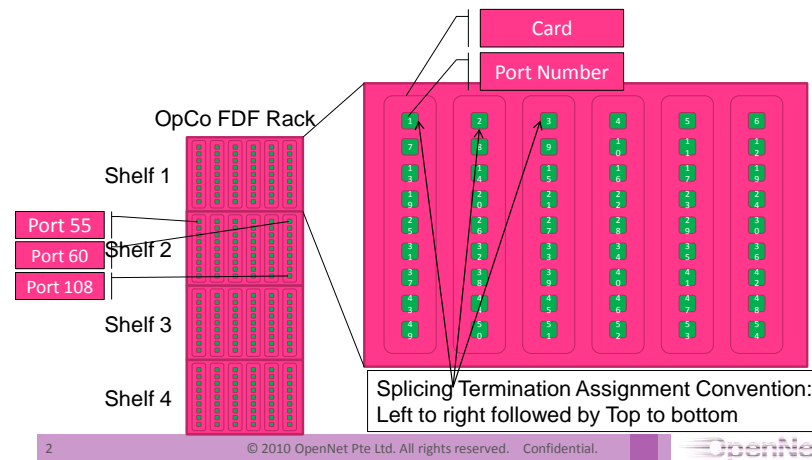 Card
Port Number
OpCo FDF Rack
Shelf 1
Shelf 2
Shelf 3
Shelf 4
Port 55
Port 60
Port 108
1 2 3 4 5 6
7 8 9 10 11 12
13 14 15 16 17 19
19 20 21 22 23 24
25 26 27 28 29 30
31 32 33 34 35 36
37 38 39 40 41 42
43 44 45 46 47 48
49 50 51 52 53 54
Splicing Termination Assignment Convention:
Left to right followed by Top to bottom
2 © 2010 OpenNet Pte Ltd. All rights reserved. Confidential.
OpenNe